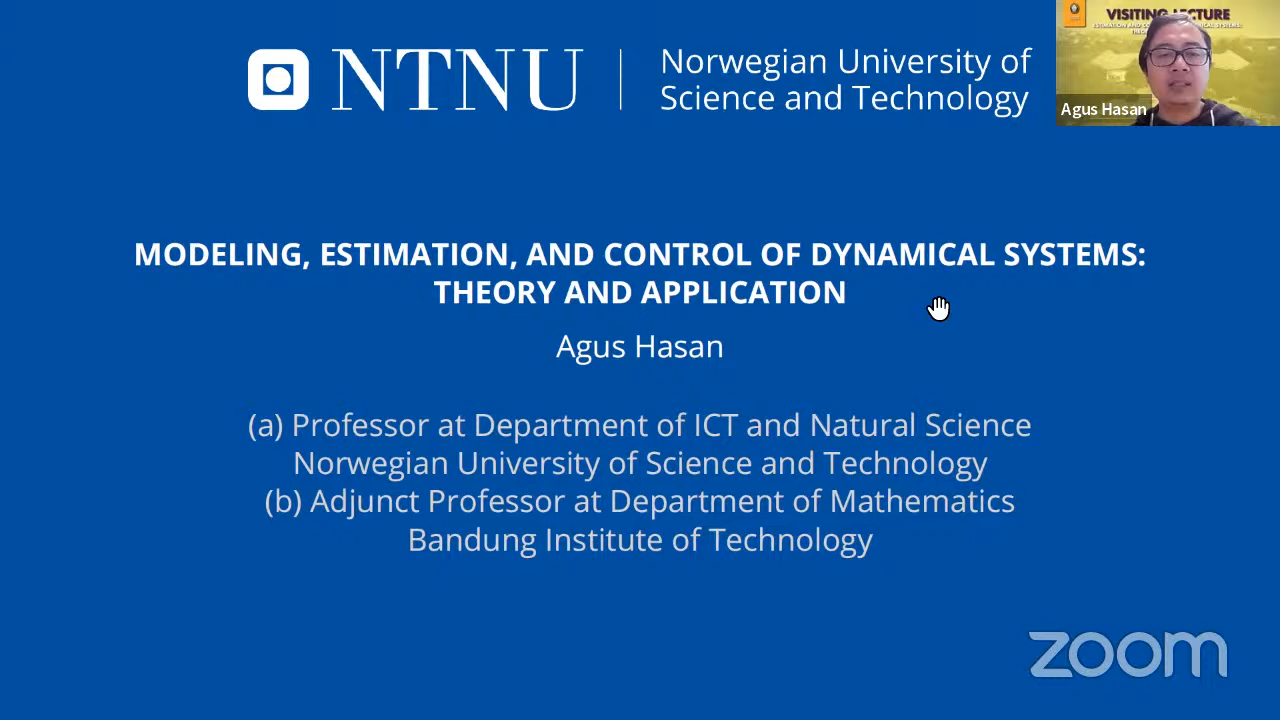 NTNU
Norwegian University of
Science and Technology
VISITING LECTURE
Agus Hasan
MODELING, ESTIMATION, AND CONTROL OF DYNAMICAL SYSTEMS:
THEORY AND APPLICATION
Agus Hasan
(a) Professor at Department of ICT and Natural Science
Norwegian University of Science and Technology
(b) Adjunct Professor at Department of Mathematics
Bandung Institute of Technology
zoom